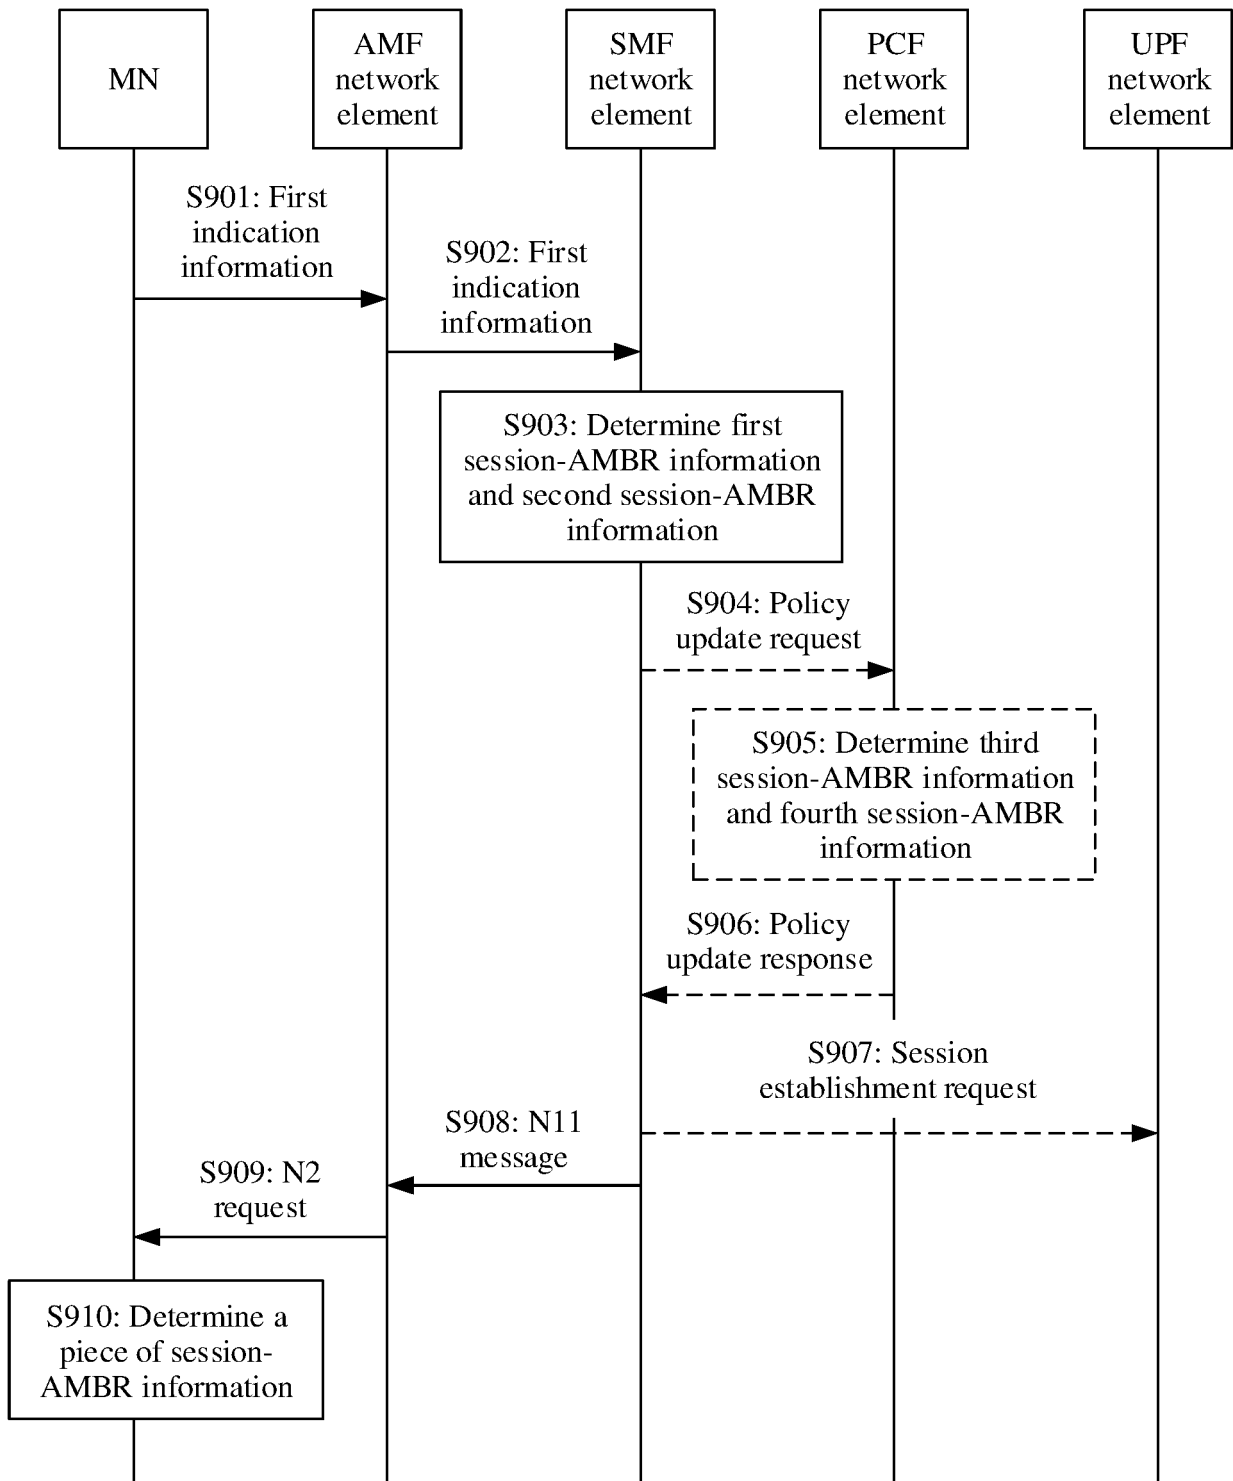 MN
AMF
network
element
SMF
network
element
PCF
network
element
UPF
network
element
S901: First
indication
information
S902: First
indication
information
S903: Determine first
session-AMBR information
and second session-AMBR
information
S904: Policy
update request
S905: Determine third
session-AMBR information
and fourth session-AMBR
information
S906: Policy
update response
S907: Session
establishment request
S908: N11
message
S909: N2
request
S910: Determine a
piece of session-
AMBR information